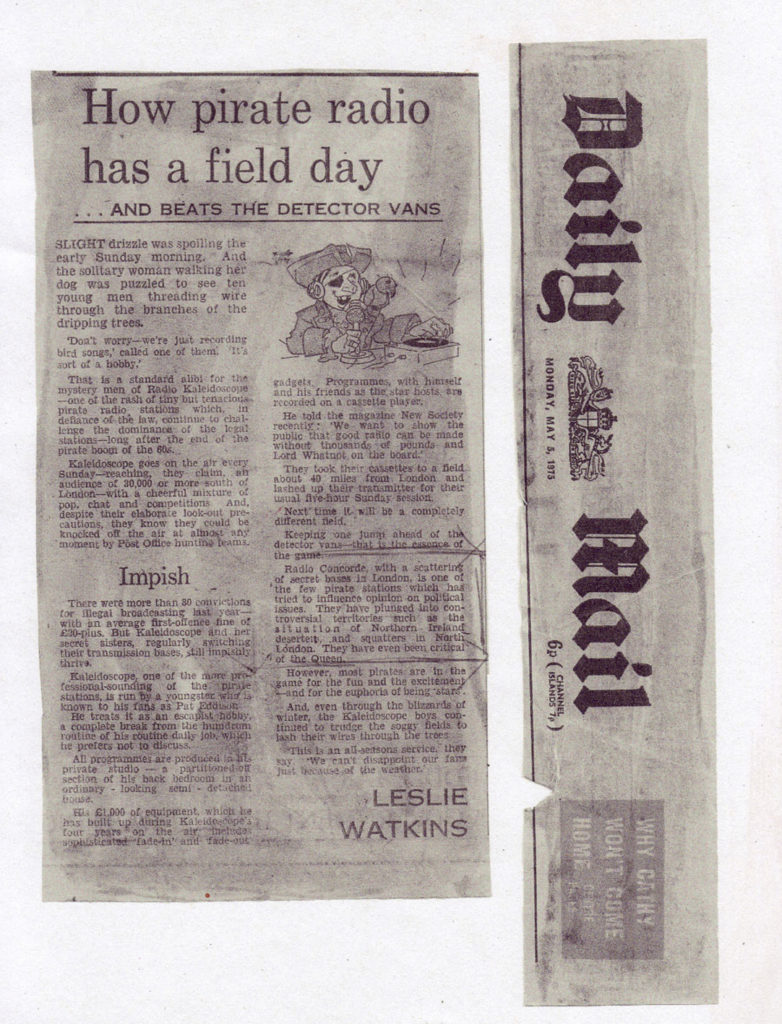 How pirate radio
has a field day
. . . AND BEATS THE DETECTOR VANS
SLIGHT drizzle was spoiling the
early Sunday morning. And
the solitary woman walking her
dog was puzzled to see ten
young men threading wire
through the branches of the
dripping trees.
'Don't worry—we're just recording
bird songs,' called one of them. 'It's
sort of a hobby.'
That is a standard alibi for the
mystery men of Radio Kaleidoscope
—one of the rash of tiny but tenacious
pirate radio stations which, in
defiance of the law, continue to chal-
lenge the dominance of the legal
stations—long after the end of the
pirate boom of the 60s.
Kaleidoscope goes on the air every
Sunday—reaching, they claim, an
audience of 30,000 or more south of
London—with a cheerful mixture of
pop, chat and competitions. And,
despite their elaborate look-out pre-
cautions, they know they could be
knocked off the air at almost any
moment by Post Office hunting teams.
Impish
There were more than 30 convictions
for illegal broadcasting last year—
with an average first-offence fine of
£20-plus. But Kaleidoscope and her
secret sisters, regularly switching
their transmission bases, still impishly
thrive.
Kaleidoscope, one of the more pro-
fessional-sounding of the pirate
stations, is run by a youngster who is
known to his fans as Pat Edison.
He treats it as an escapist hobby,
a complete break from the humdrum
routine of his routine daily job, which
he prefers not to discuss.
All programmes are produced in his
private studio — a partitioned-off
section of his back bedroom in an
ordinary - looking semi - detached
house.
His £1,000 of equipment, which he
has built up during Kaleidoscope's
four years on the air, includes
sophisticated 'fade-in' and 'fade-out'
gadgets. Programmes, with himself
and his friends as the star hosts are
recorded on a cassette player.
He told the magazine New Society
recently: 'We want to show the
public that good radio can be made
without thousands of pounds and
Lord Whatnot on the board.'
They took their cassettes to a field
about 40 miles from London and
lashed up their transmitter for their
usual five-hour Sunday session.
Next time it will be a completely
different field.
Keeping one jump ahead of the
detector vans—that is the essence of
the game.
Radio Concorde, with a scattering
of secret bases in London, is one of
the few pirate stations which has
tried to influence opinion on political
issues. They have plunged into con-
troversial territories such as the
situation of Northern Ireland
deserters, and squatters in North
London. They have even been critical
of the Queen.
However, most pirates are in the
game for the fun and the excitement
—and for the euphoria of being 'stars'.
And, even through the blizzards of
winter, the Kaleidoscope boys con-
tinued to trudge the soggy fields to
lash their wires through the trees.
'This is an all-seasons service,' they
say. 'We can't disappoint our fans
just because of the weather.'
LESLIE
WATKINS
Daily Mail
MONDAY, MAY 5, 1975
6p (CHANNEL
ISLANDS 7p)
WHY CATHY
WON'T COME
HOME